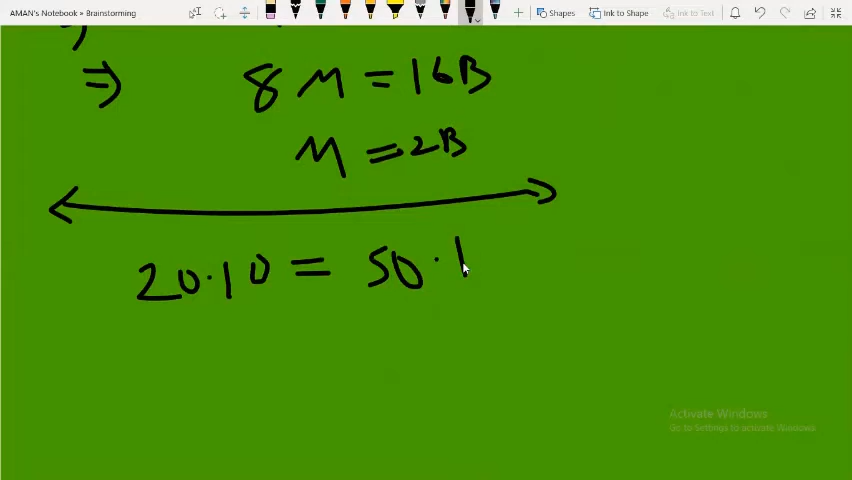 AMAN's Notebook » Brainstorming
Shapes
Ink to Shape
Ink to Text
⇒ 8 M = 16B
M = 2B
20·10 = 50·1
Activate Windows
Go to Settings to activate Windows.